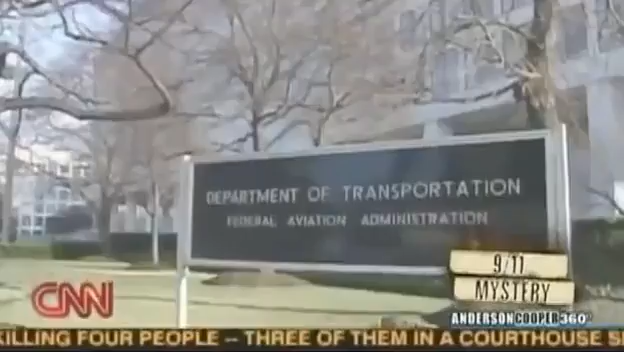 DEPARTMENT OF TRANSPORTATION
FEDERAL AVIATION ADMINISTRATION
9/11
MYSTERY
CNN
ANDERSON COOPER 360°
KILLING FOUR PEOPLE -- THREE OF THEM IN A COURTHOUSE